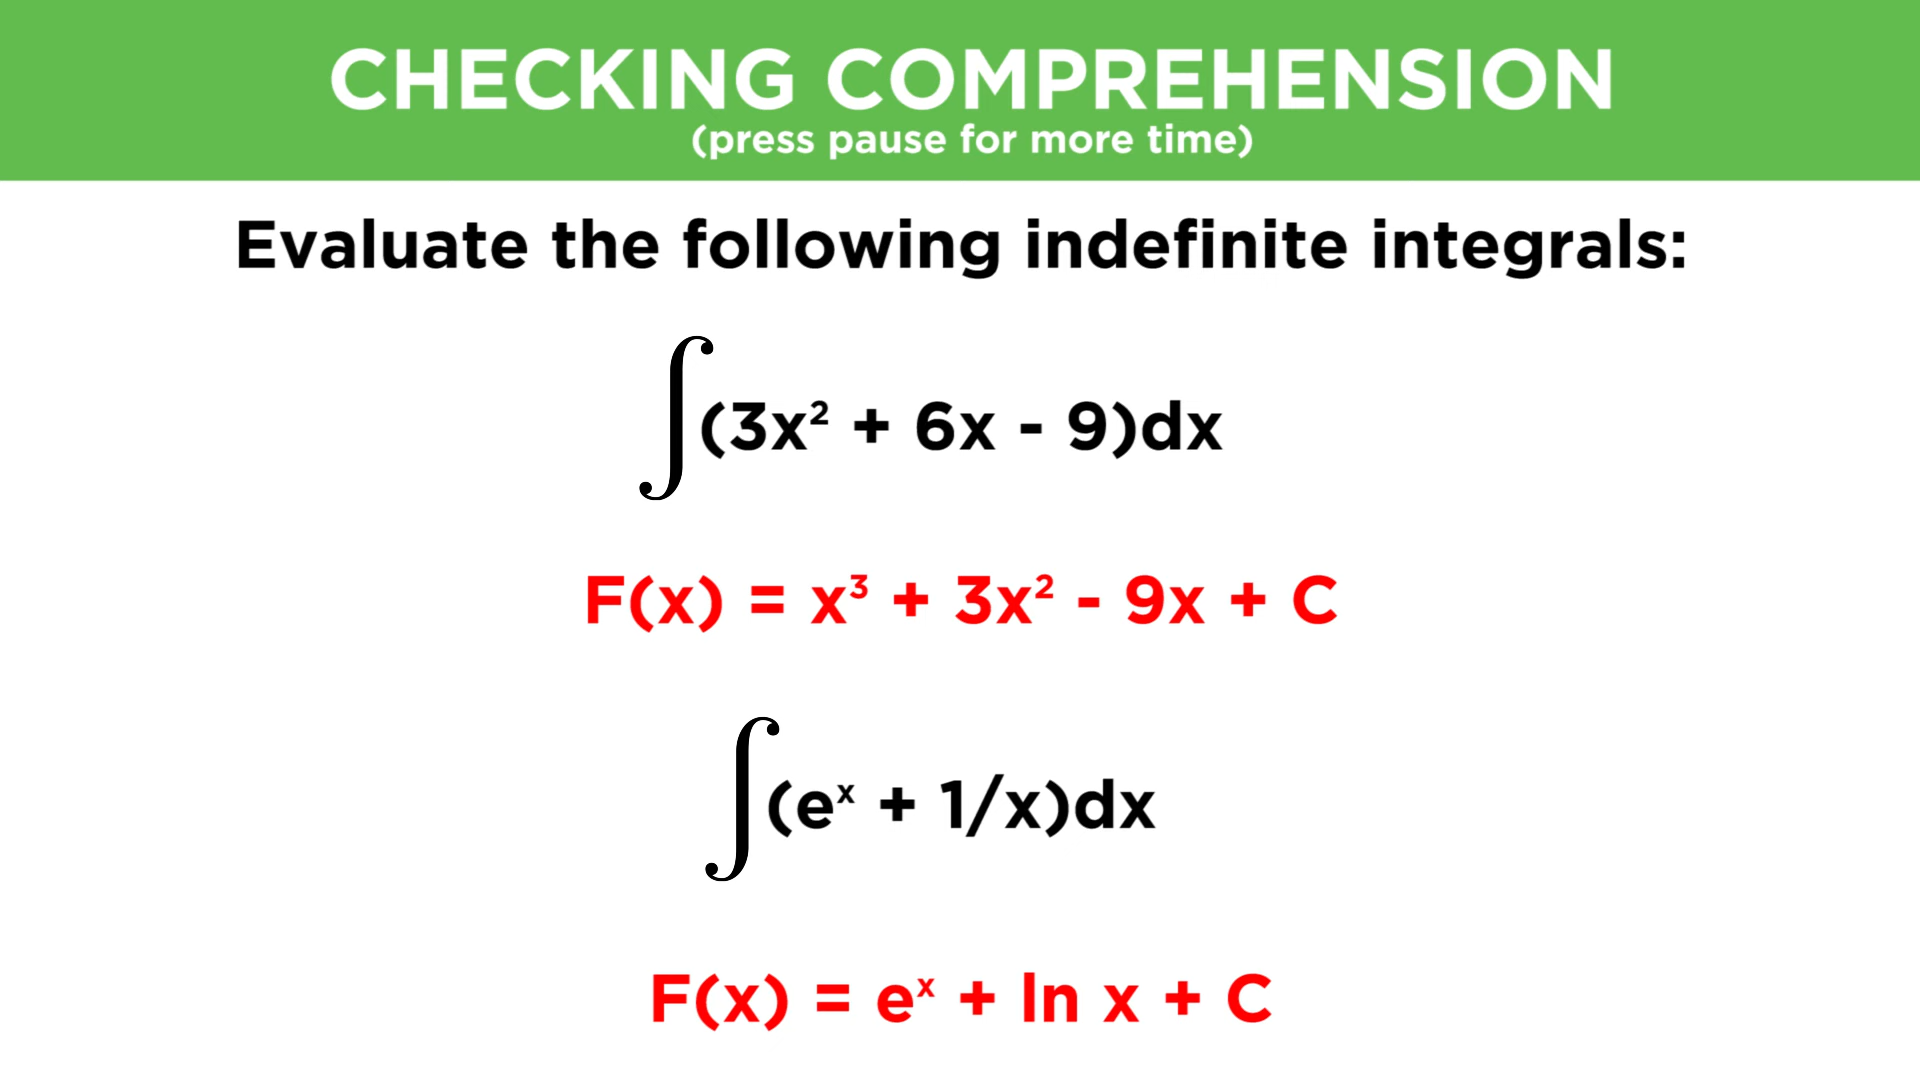 CHECKING COMPREHENSION
(press pause for more time)
Evaluate the following indefinite integrals:
∫(3x² + 6x - 9)dx
F(x) = x³ + 3x² - 9x + C
∫(eˣ + 1/x)dx
F(x) = eˣ + ln x + C